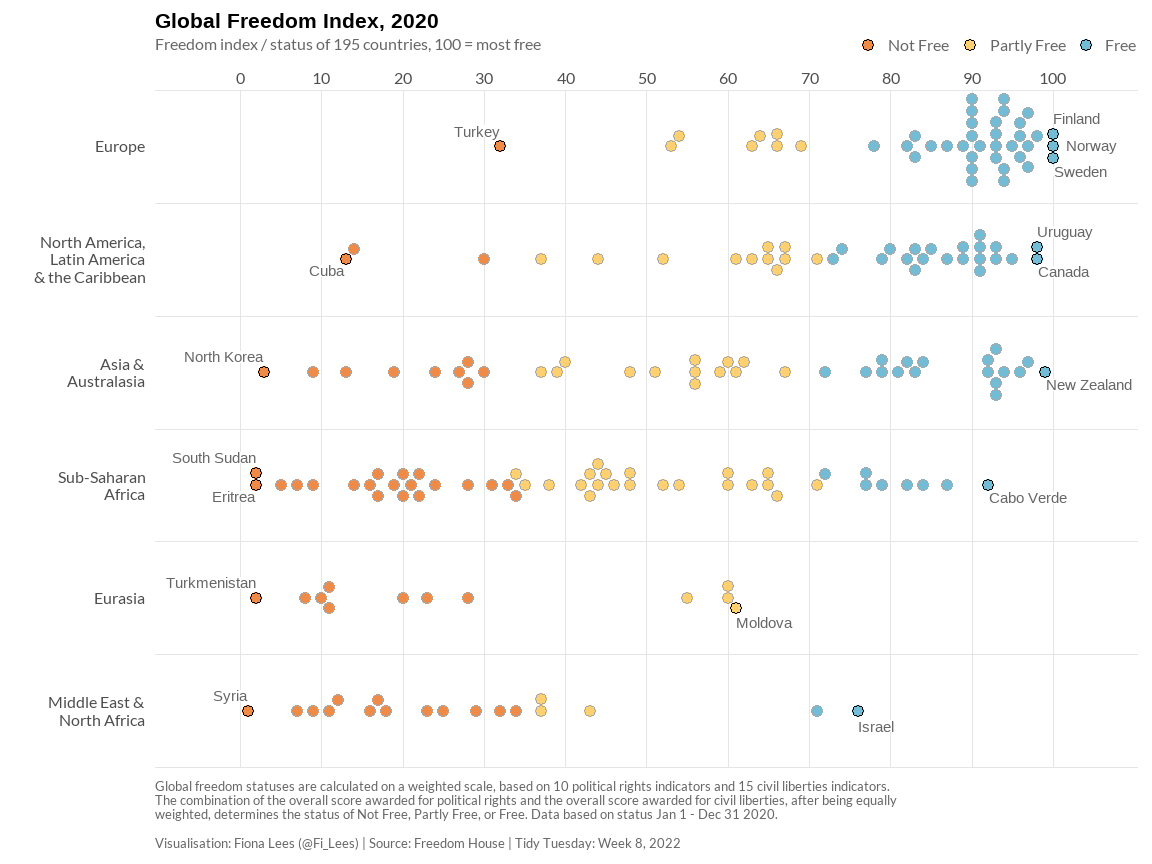 Global Freedom Index, 2020
Freedom index / status of 195 countries, 100 = most free
Not Free
Partly Free
Free
0 10 20 30 40 50 60 70 80 90 100
Europe
Turkey
Finland
Norway
Sweden
North America,
Latin America
& the Caribbean
Cuba
Uruguay
Canada
Asia &
Australasia
North Korea
New Zealand
Sub-Saharan
Africa
South Sudan
Eritrea
Cabo Verde
Eurasia
Turkmenistan
Moldova
Middle East &
North Africa
Syria
Israel
Global freedom statuses are calculated on a weighted scale, based on 10 political rights indicators and 15 civil liberties indicators.
The combination of the overall score awarded for political rights and the overall score awarded for civil liberties, after being equally
weighted, determines the status of Not Free, Partly Free, or Free. Data based on status Jan 1 - Dec 31 2020.
Visualisation: Fiona Lees (@Fi_Lees) | Source: Freedom House | Tidy Tuesday: Week 8, 2022